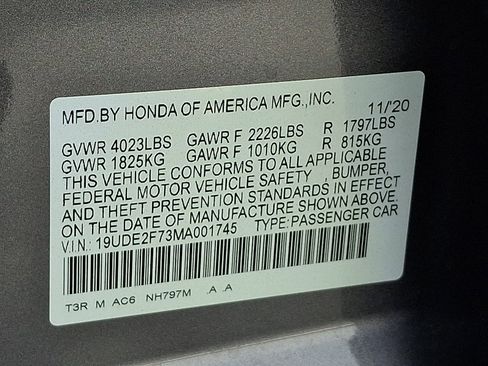 MFD.BY HONDA OF AMERICA MFG.,INC. 11/'20
GVWR 4023LBS GAWR F 2226LBS R 1797LBS
GVWR 1825KG GAWR F 1010KG R 815KG
THIS VEHICLE CONFORMS TO ALL APPLICABLE
FEDERAL MOTOR VEHICLE SAFETY , BUMPER,
AND THEFT PREVENTION STANDARDS IN EFFECT
ON THE DATE OF MANUFACTURE SHOWN ABOVE.
V.I.N.: 19UDE2F73MA001745 TYPE:PASSENGER CAR
T3R M AC6 NH797M .A .A